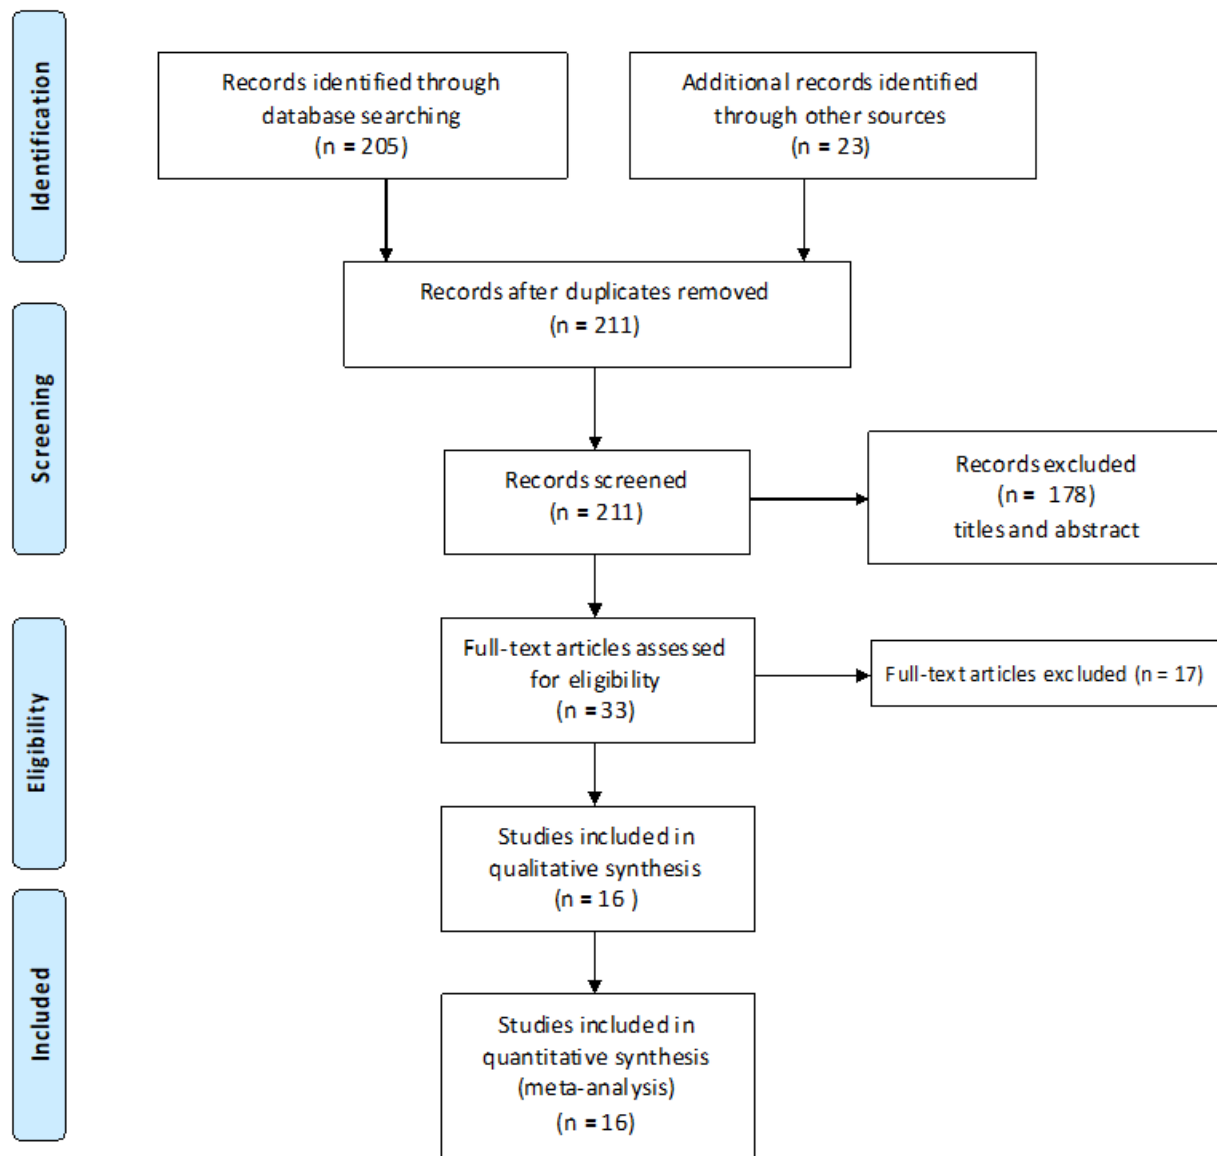 Identification
Records identified through
database searching
(n = 205)
Additional records identified
through other sources
(n = 23)
Records after duplicates removed
(n = 211)
Screening
Records screened
(n = 211)
Records excluded
(n = 178)
titles and abstract
Eligibility
Full-text articles assessed
for eligibility
(n = 33)
Full-text articles excluded (n = 17)
Studies included in
qualitative synthesis
(n = 16 )
Included
Studies included in
quantitative synthesis
(meta-analysis)
(n = 16)